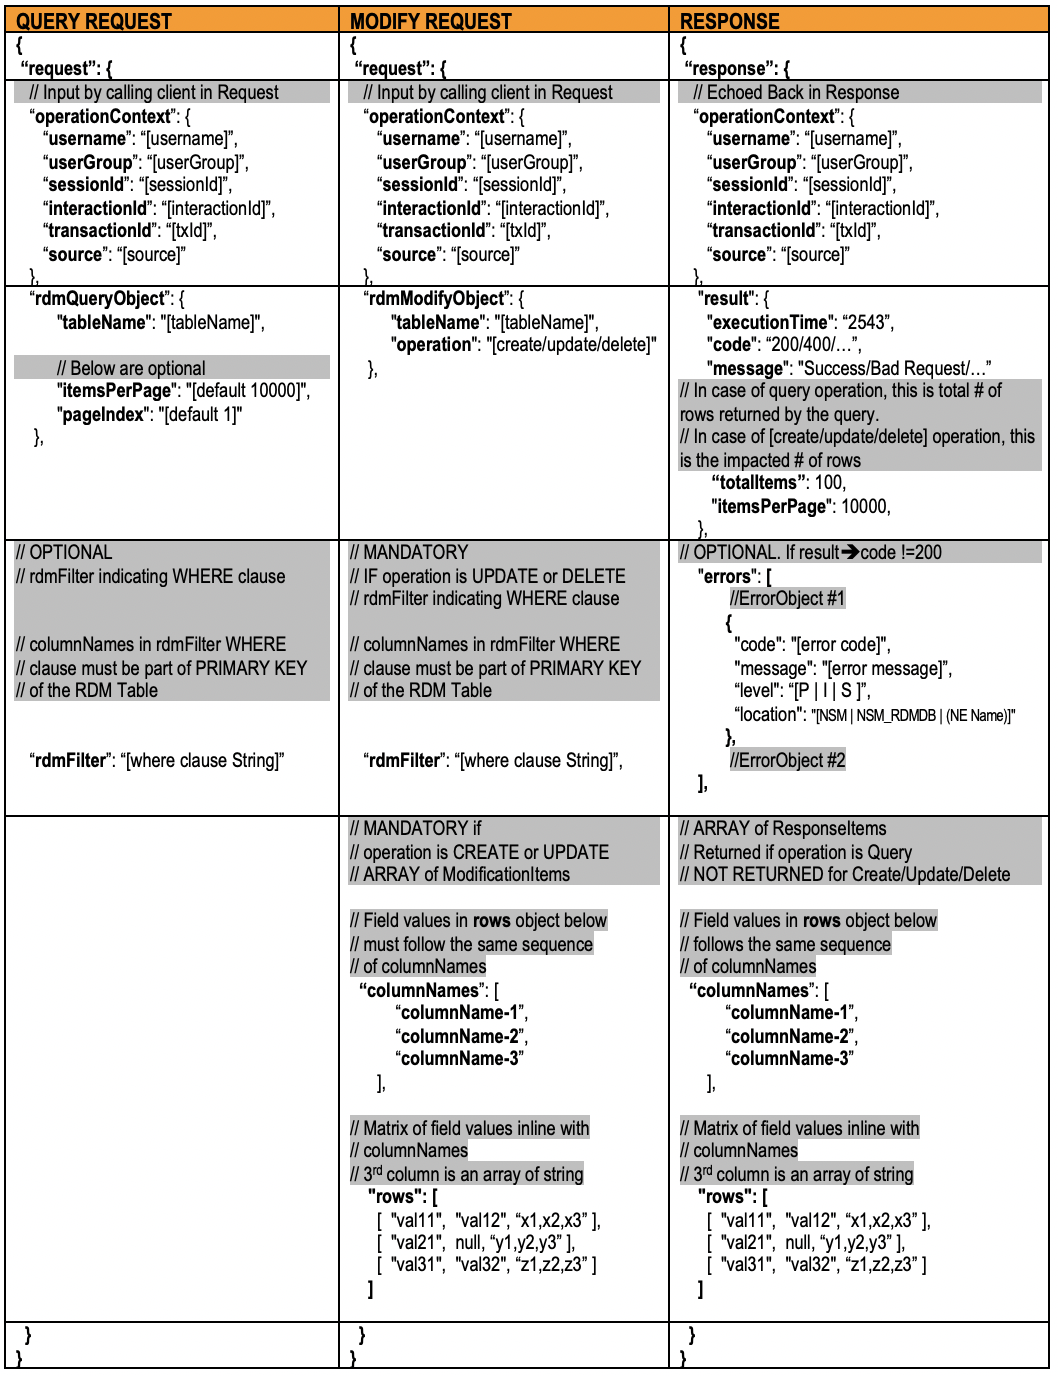 QUERY REQUEST
{
“request”: {
// Input by calling client in Request
“operationContext”: {
“username”: “[username]”,
“userGroup”: “[userGroup]”,
“sessionId”: “[sessionId]”,
“interactionId”: “[interactionId]”,
“transactionId”: “[txId]”,
“source”: “[source]”
},
“rdmQueryObject”: {
"tableName": "[tableName]",
// Below are optional
"itemsPerPage": "[default 10000]",
"pageIndex": "[default 1]"
},
// OPTIONAL
// rdmFilter indicating WHERE clause
// columnNames in rdmFilter WHERE
// clause must be part of PRIMARY KEY
// of the RDM Table
“rdmFilter”: “[where clause String]”
}
}
MODIFY REQUEST
{
“request”: {
// Input by calling client in Request
“operationContext”: {
“username”: “[username]”,
“userGroup”: “[userGroup]”,
“sessionId”: “[sessionId]”,
“interactionId”: “[interactionId]”,
“transactionId”: “[txId]”,
“source”: “[source]”
},
“rdmModifyObject”: {
"tableName": "[tableName]",
"operation": "[create/update/delete]"
},
// MANDATORY
// IF operation is UPDATE or DELETE
// rdmFilter indicating WHERE clause
// columnNames in rdmFilter WHERE
// clause must be part of PRIMARY KEY
// of the RDM Table
“rdmFilter”: “[where clause String]”,
// MANDATORY if
// operation is CREATE or UPDATE
// ARRAY of ModificationItems
// Field values in rows object below
// must follow the same sequence
// of columnNames
“columnNames”: [
“columnName-1”,
“columnName-2”,
“columnName-3”
],
// Matrix of field values inline with
// columnNames
// 3rd column is an array of string
"rows": [
[ "val11", "val12", “x1,x2,x3” ],
[ "val21", null, “y1,y2,y3” ],
[ "val31", "val32", “z1,z2,z3” ]
]
}
}
RESPONSE
{
“response”: {
// Echoed Back in Response
“operationContext”: {
“username”: “[username]”,
“userGroup”: “[userGroup]”,
“sessionId”: “[sessionId]”,
“interactionId”: “[interactionId]”,
“transactionId”: “[txId]”,
“source”: “[source]”
},
"result": {
"executionTime": “2543”,
"code": “200/400/…”,
"message": "Success/Bad Request/…”
// In case of query operation, this is total # of
rows returned by the query.
// In case of [create/update/delete] operation, this
is the impacted # of rows
“totalItems”: 100,
"itemsPerPage": 10000,
},
// OPTIONAL. If result➔code !=200
"errors": [
//ErrorObject #1
{
"code": "[error code]",
"message": "[error message]",
"level": “[P | I | S ]”,
“location": "[NSM | NSM_RDMDB | (NE Name)]"
},
//ErrorObject #2
],
// ARRAY of ResponseItems
// Returned if operation is Query
// NOT RETURNED for Create/Update/Delete
// Field values in rows object below
// follows the same sequence
// of columnNames
“columnNames”: [
“columnName-1”,
“columnName-2”,
“columnName-3”
],
// Matrix of field values inline with
// columnNames
// 3rd column is an array of string
"rows": [
[ "val11", "val12", “x1,x2,x3” ],
[ "val21", null, “y1,y2,y3” ],
[ "val31", "val32", “z1,z2,z3” ]
]
}
}